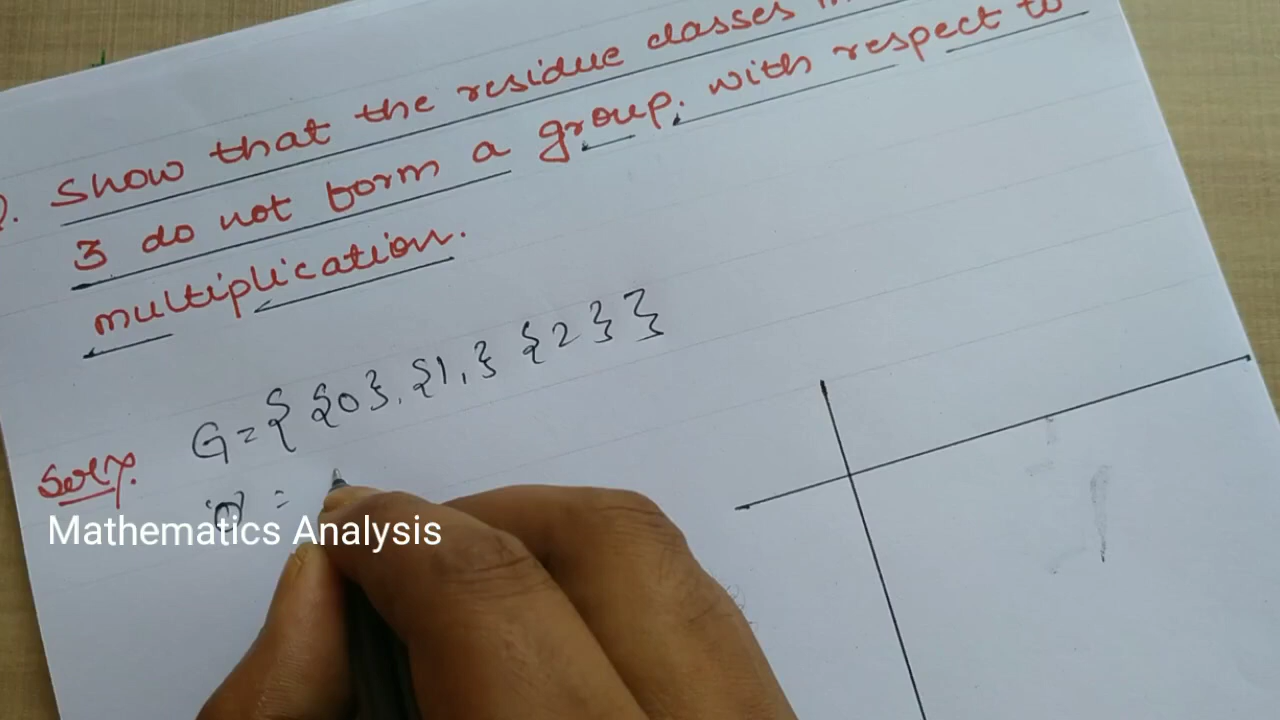 Show that the residue classes
3 do not form a group. with respect to
multiplication.
Soln.
G = { {0}, {1,} {2} }
'0' =
Mathematics Analysis